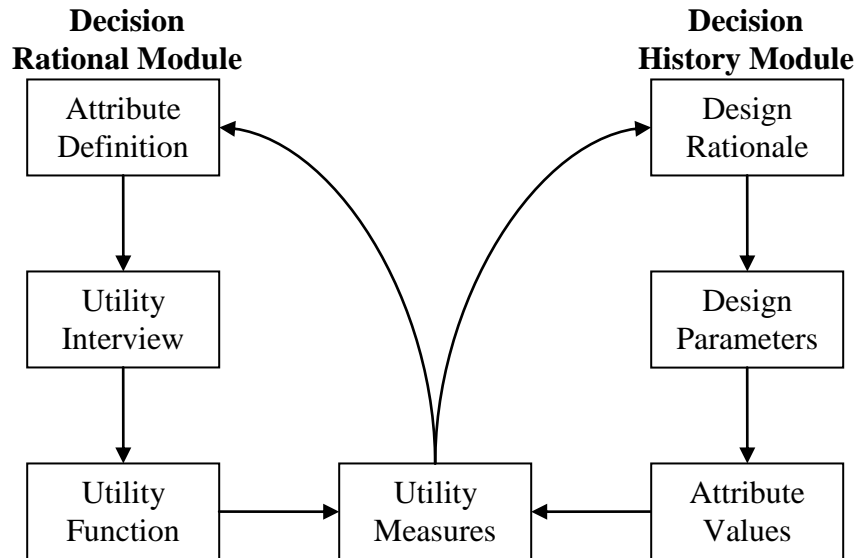 Decision
Rational Module
Decision
History Module
Attribute
Definition
Design
Rationale
Utility
Interview
Design
Parameters
Utility
Function
Utility
Measures
Attribute
Values